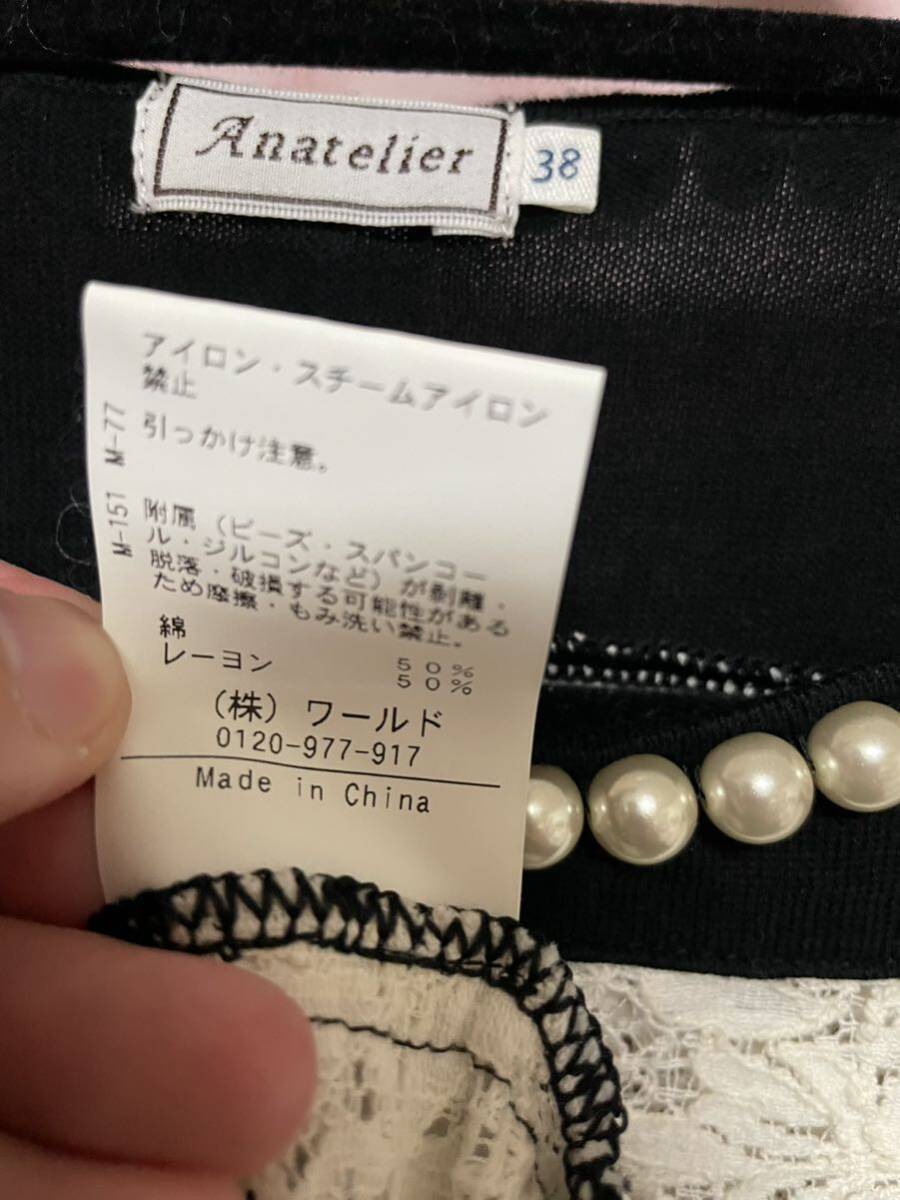 Anatelier
38
アイロン・スチームアイロン
禁止
M-77
引っかけ注意。
M-151
附属（ビーズ・スパンコー
ル・ジルコンなど）が剥離・
脱落・破損する可能性がある
ため摩擦・もみ洗い禁止。
綿 50%
レーヨン 50%
（株）ワールド
0120-977-917
Made in China